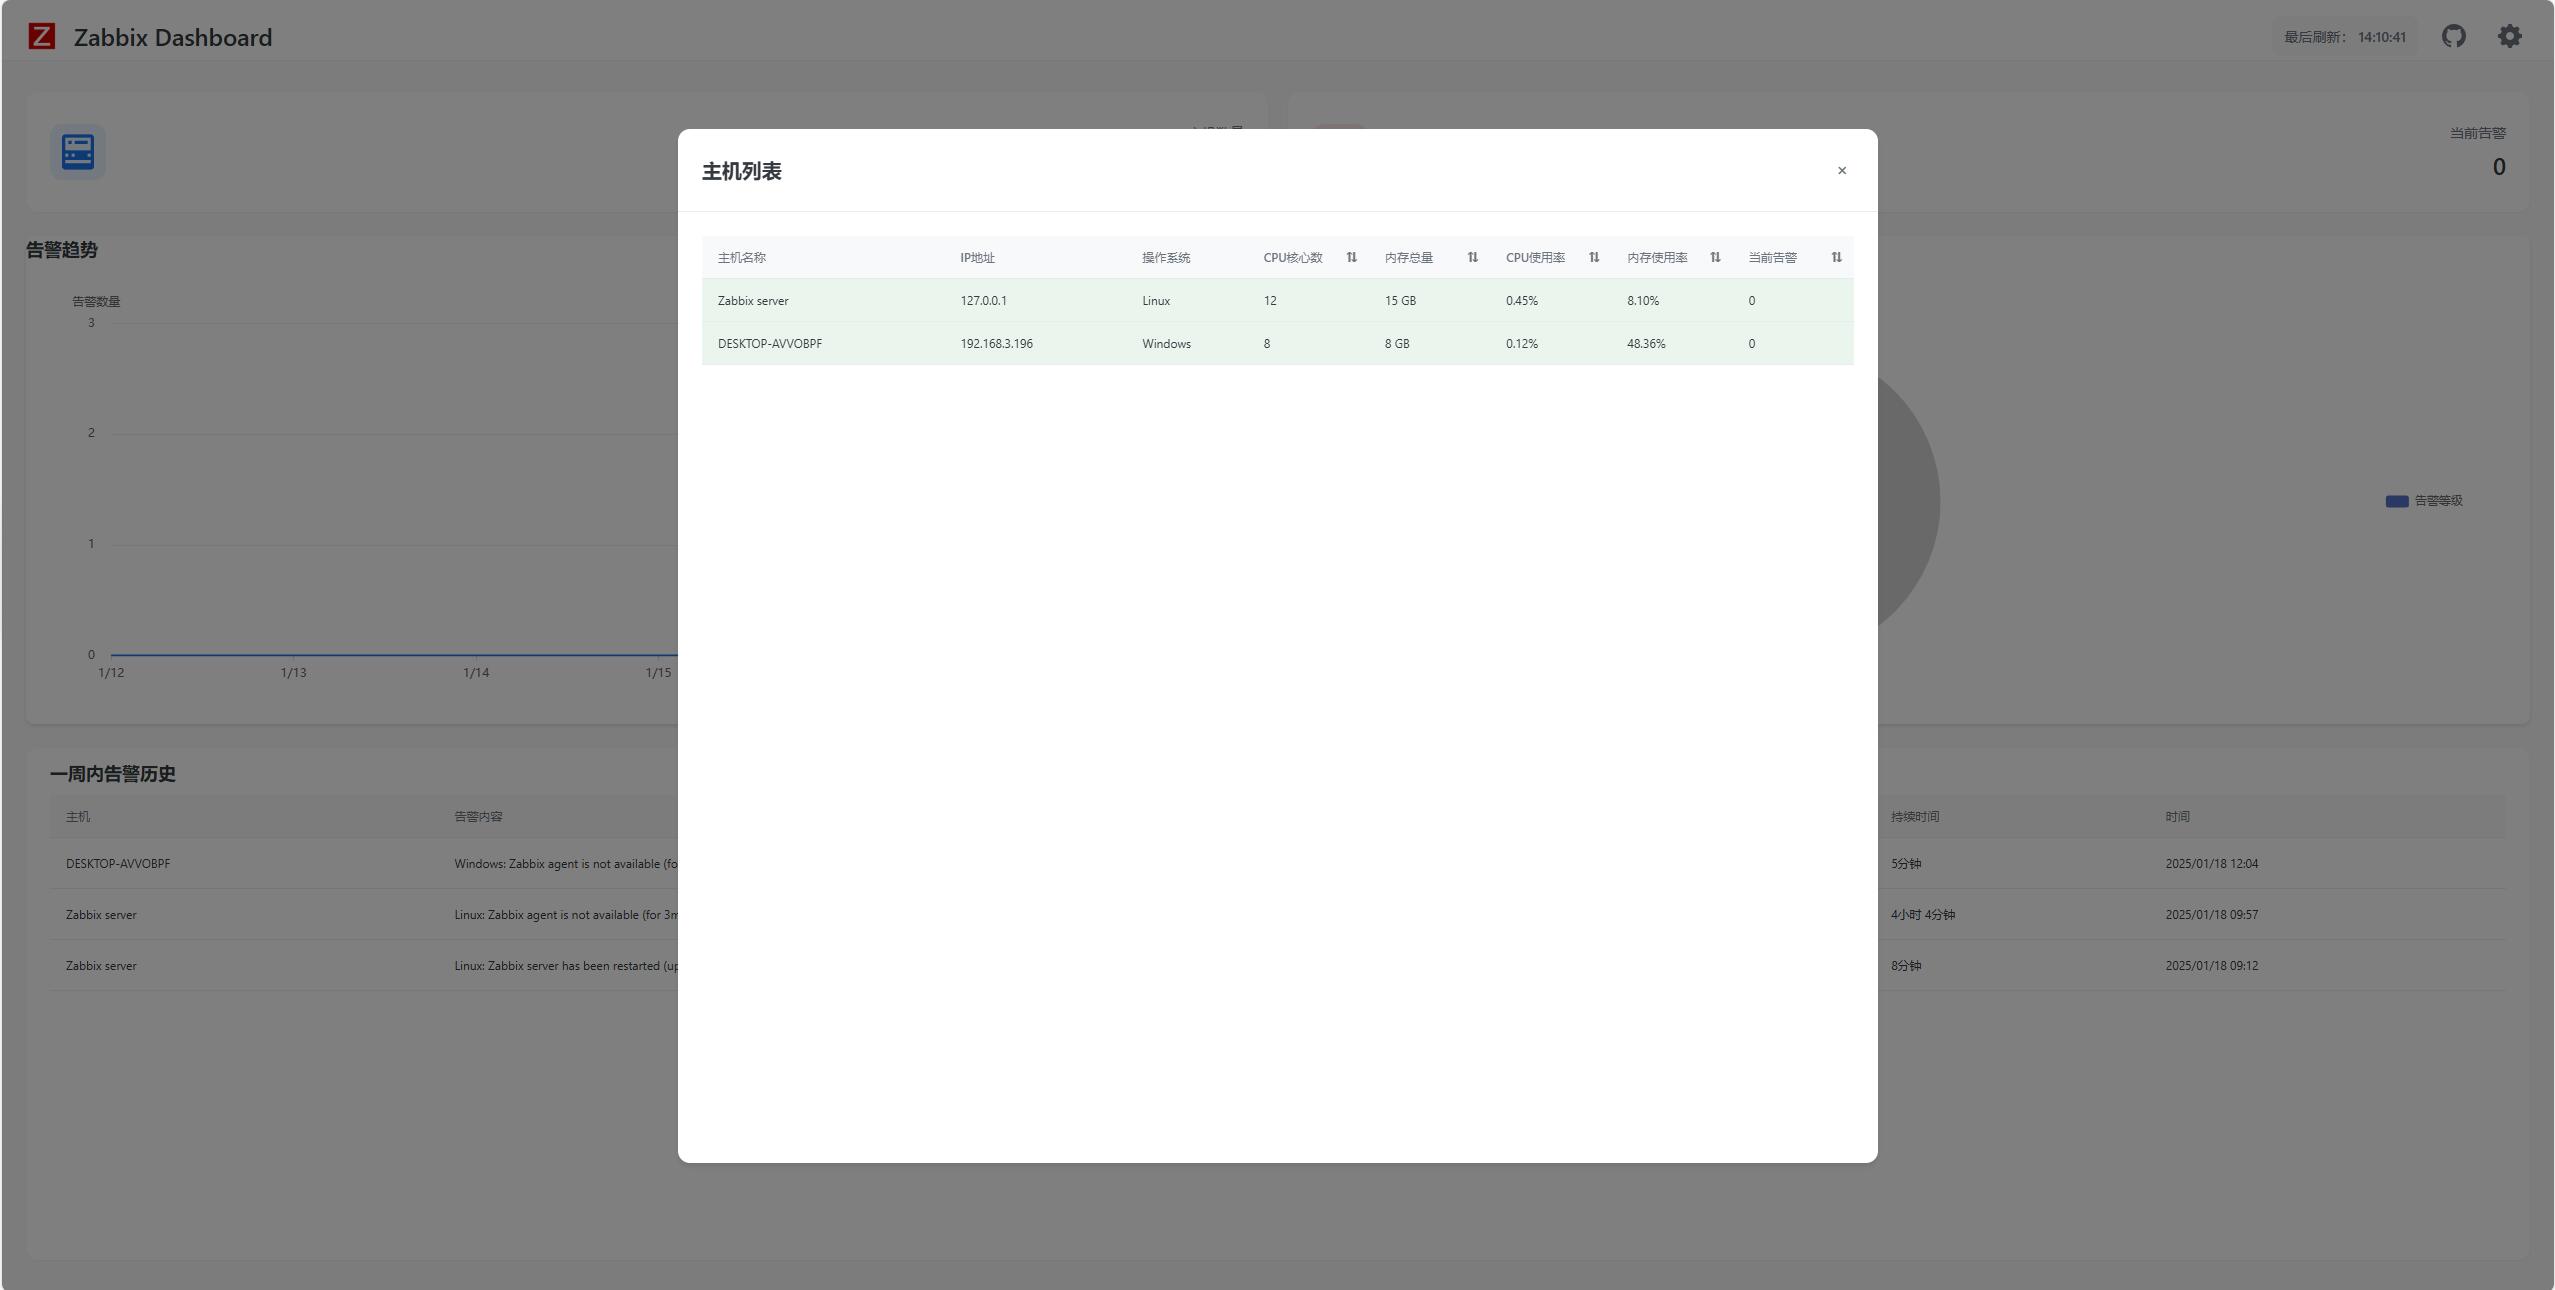 Z Zabbix Dashboard
最后刷新: 14:10:41
当前告警
0
主机列表
×
主机名称 IP地址 操作系统 CPU核心数 内存总量 CPU使用率 内存使用率 当前告警
Zabbix server 127.0.0.1 Linux 12 15 GB 0.45% 8.10% 0
DESKTOP-AVVOBPF 192.168.3.196 Windows 8 8 GB 0.12% 48.36% 0
告警趋势
告警数量
3
2
1
0
1/12 1/13 1/14 1/15
告警等级
一周内告警历史
主机 告警内容 持续时间 时间
DESKTOP-AVVOBPF Windows: Zabbix agent is not available (fo 5分钟 2025/01/18 12:04
Zabbix server Linux: Zabbix agent is not available (for 3m 4小时 4分钟 2025/01/18 09:57
Zabbix server Linux: Zabbix server has been restarted (up 8分钟 2025/01/18 09:12